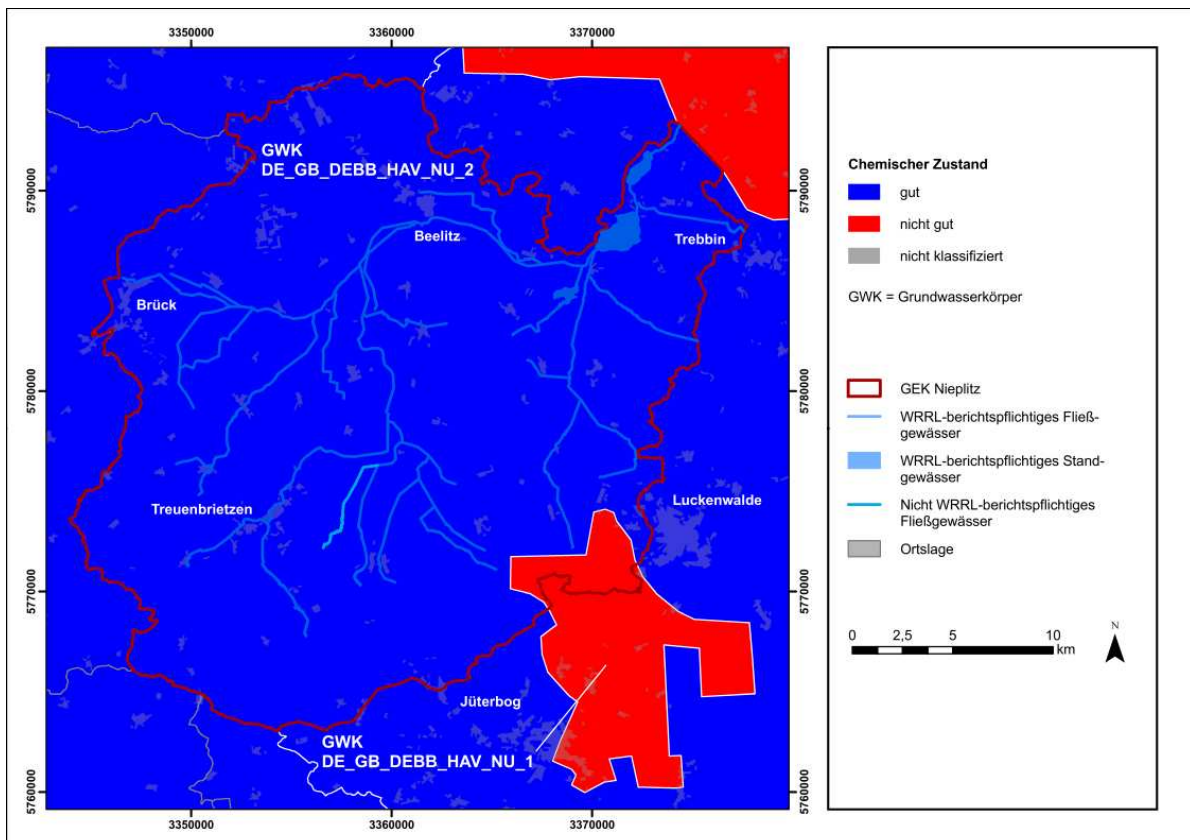 3350000
3360000
3370000
5790000
5780000
5770000
5760000
GWK
DE_GB_DEBB_HAV_NU_2
Beelitz
Trebbin
Brück
Treuenbrietzen
Luckenwalde
Jüterbog
GWK
DE_GB_DEBB_HAV_NU_1
5790000
5780000
5770000
5760000
3350000
3360000
3370000
Chemischer Zustand
gut
nicht gut
nicht klassifiziert
GWK = Grundwasserkörper
GEK Nieplitz
WRRL-berichtspflichtiges Fließ-
gewässer
WRRL-berichtspflichtiges Stand-
gewässer
Nicht WRRL-berichtspflichtiges
Fließgewässer
Ortslage
0 2,5 5 10
km
N